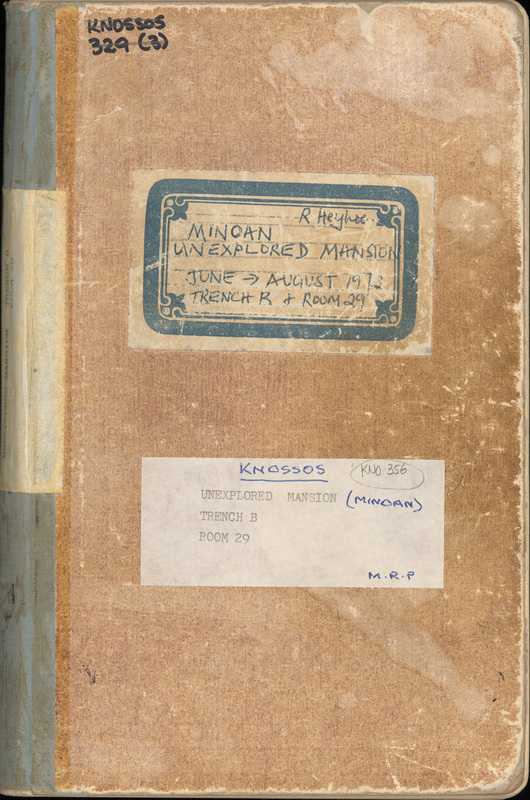 KNOSSOS
329 (3)
R Heyhoe..
MINOAN
UNEXPLORED MANSION
JUNE → AUGUST 1972
TRENCH B + ROOM 29
KNOSSOS
KNO 356
UNEXPLORED MANSION (MINOAN)
TRENCH B
ROOM 29
M.R.P